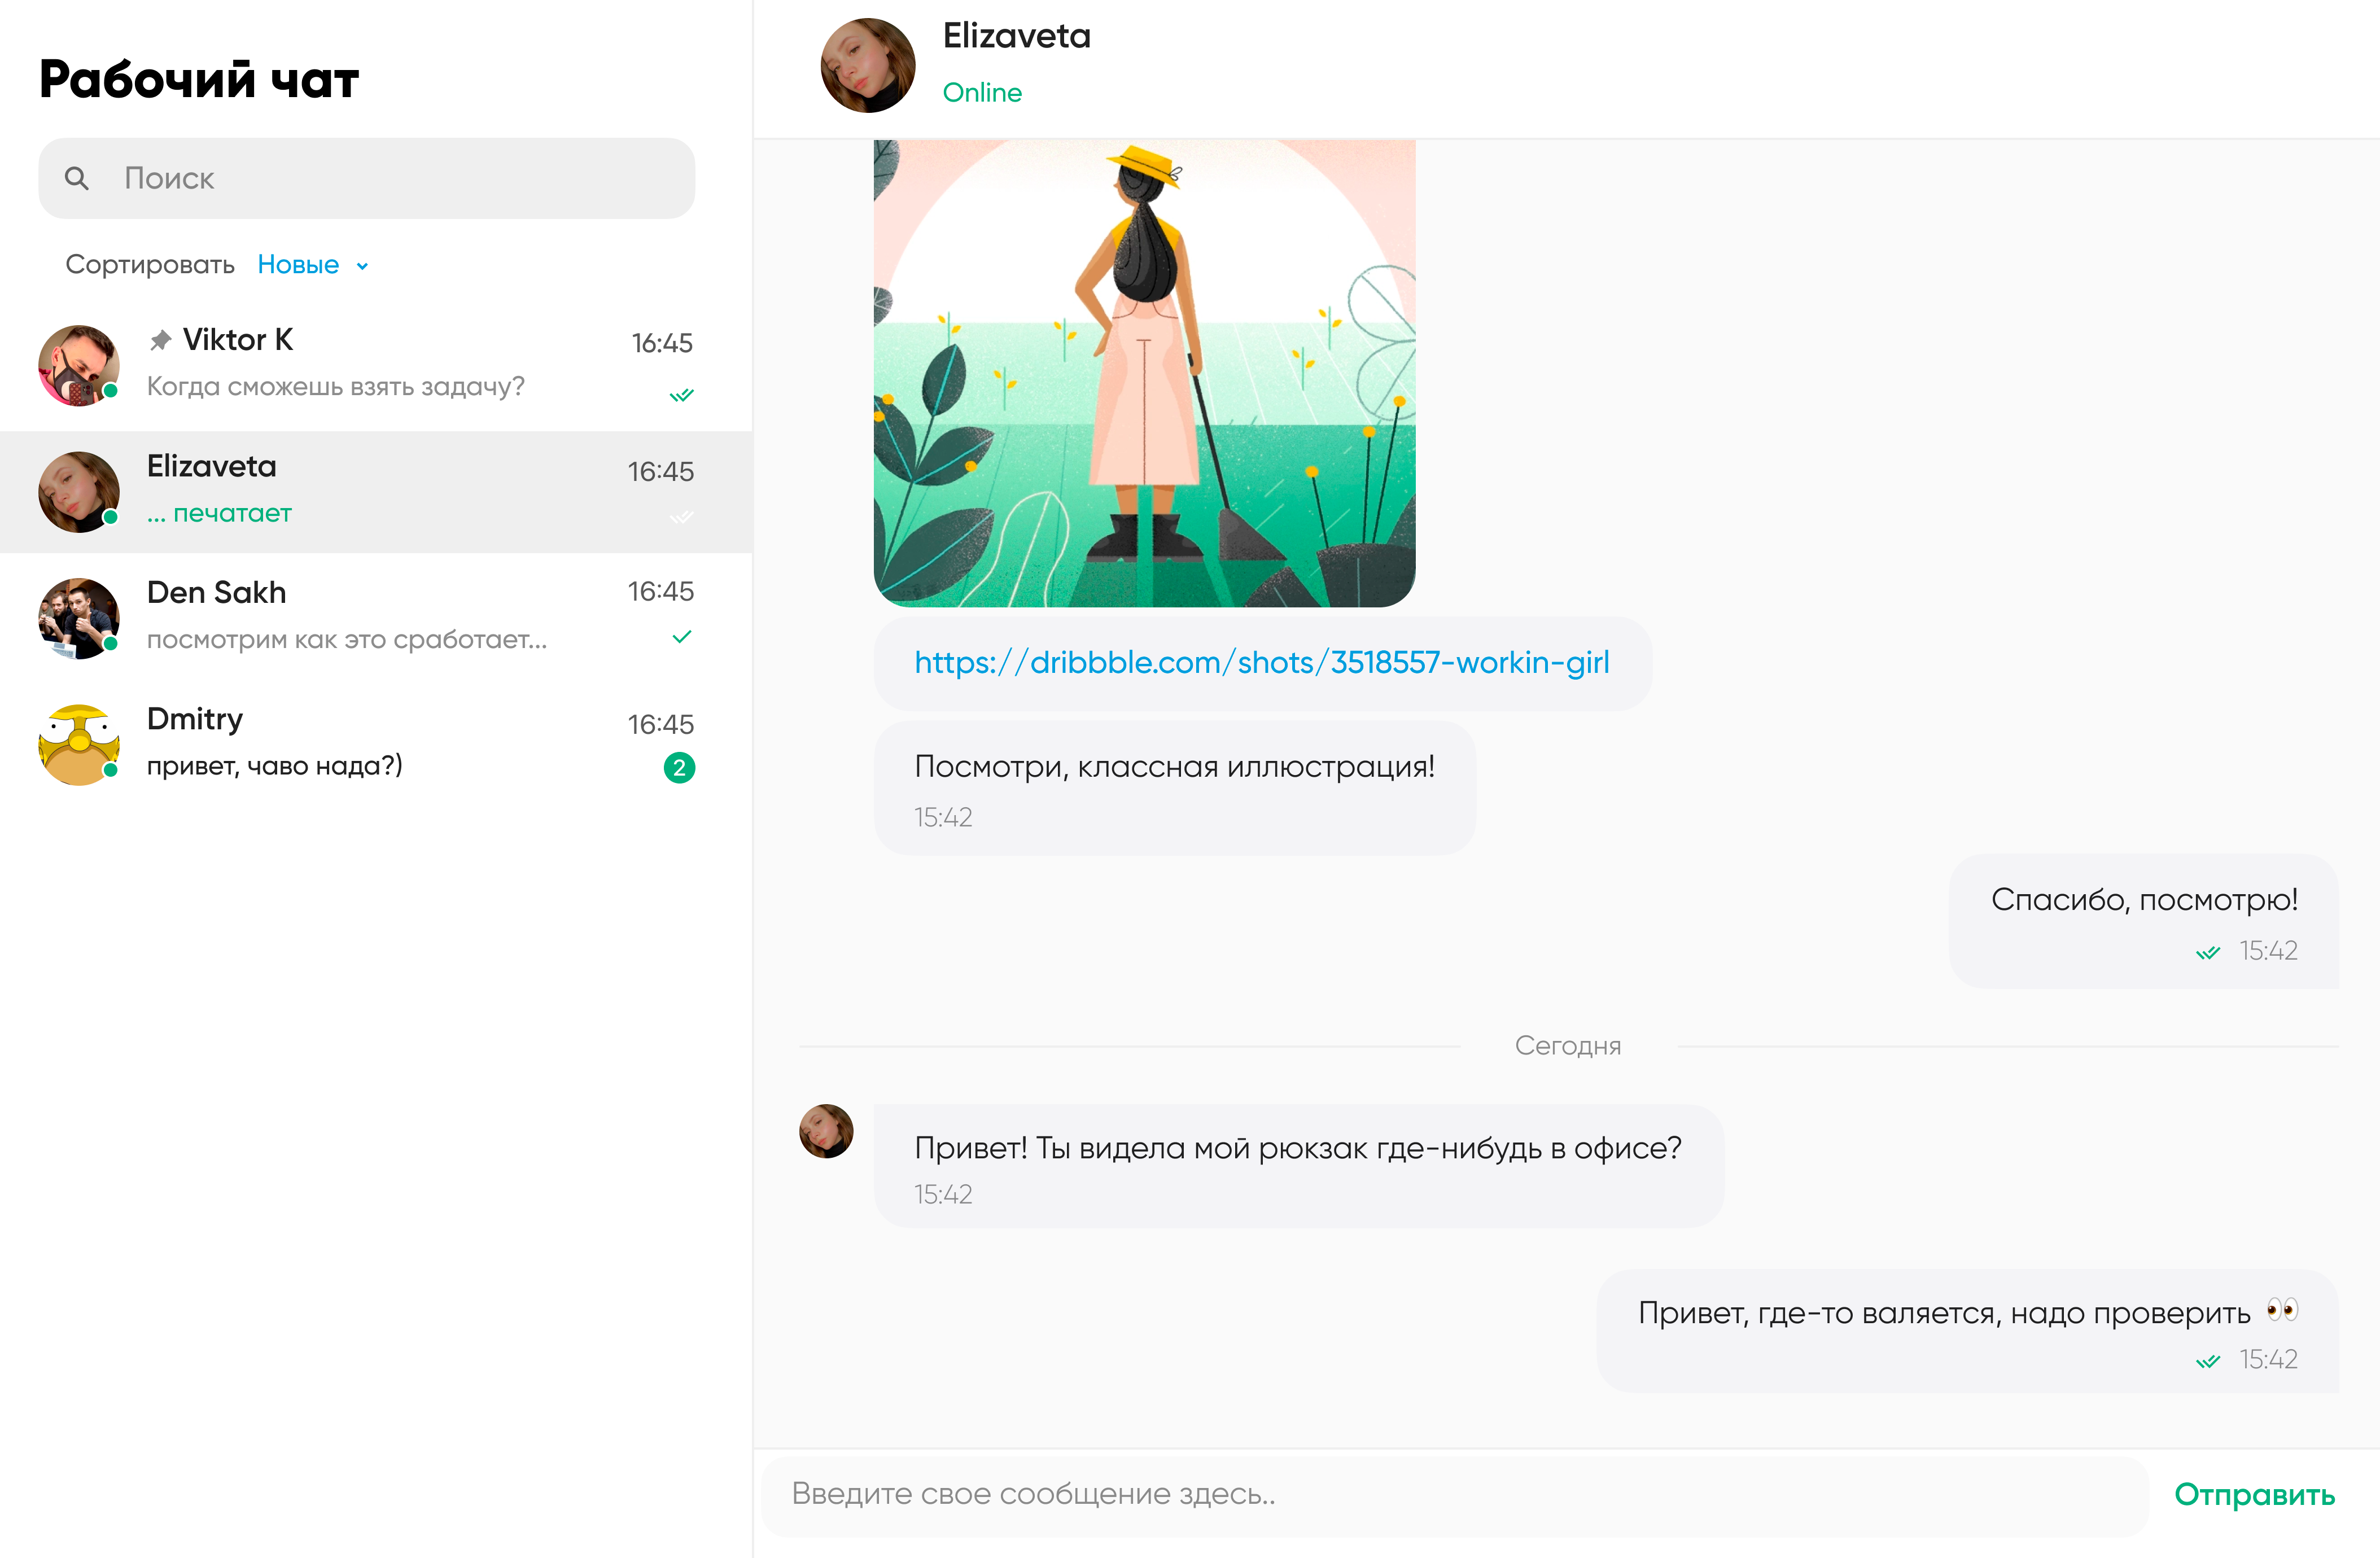 Рабочий чат
Поиск
Сортировать Новые
Viktor K
16:45
Когда сможешь взять задачу?
Elizaveta
16:45
... печатает
Den Sakh
16:45
посмотрим как это сработает...
Dmitry
16:45
привет, чаво нада?)
2
Elizaveta
Online
https://dribbble.com/shots/3518557-workin-girl
Посмотри, классная иллюстрация!
15:42
Спасибо, посмотрю!
15:42
Сегодня
Привет! Ты видела мой рюкзак где-нибудь в офисе?
15:42
Привет, где-то валяется, надо проверить 👀
15:42
Введите свое сообщение здесь..
Отправить